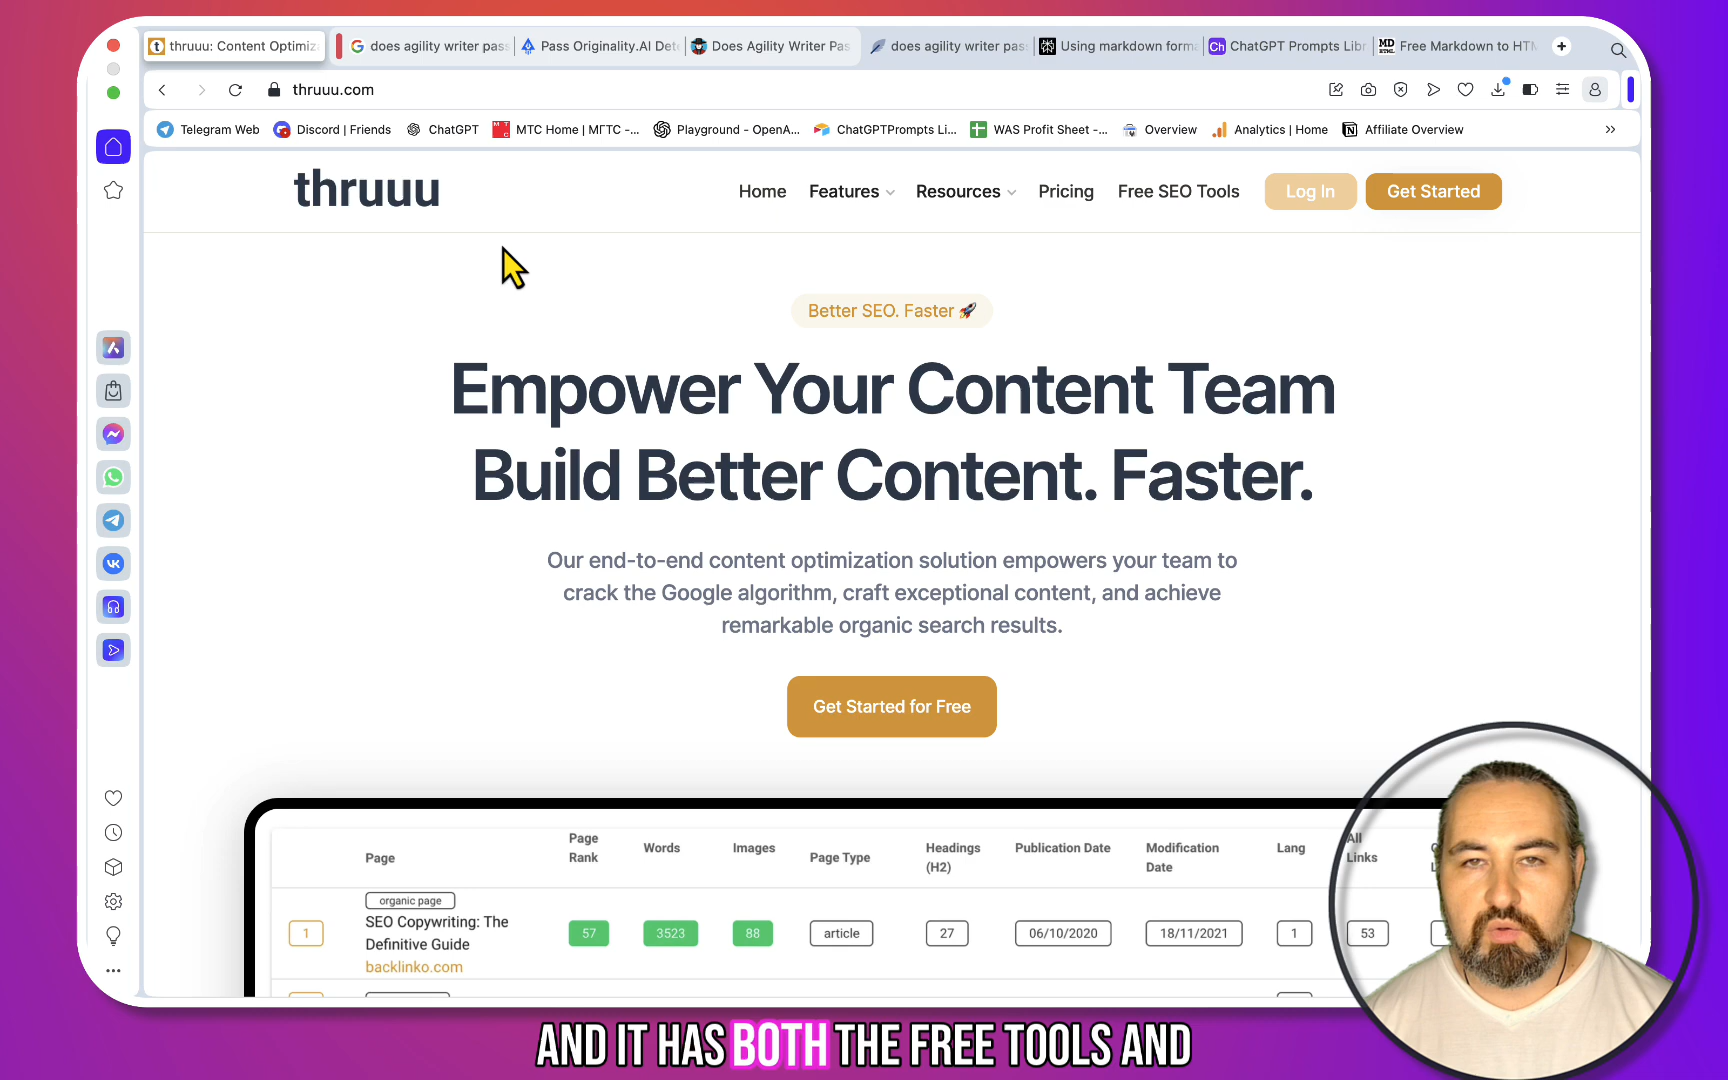 thruuu: Content Optimiz
does agility writer pass
Pass Originality.AI Det
Does Agility Writer Pas
does agility writer pas
Using markdown forma
Ch ChatGPT Prompts Libr
MD Free Markdown to HTM
thruuu.com
Telegram Web
Discord | Friends
ChatGPT
МТС Home | МГТС -...
Playground - OpenA...
ChatGPTPrompts Li...
WAS Profit Sheet -...
Overview
Analytics | Home
Affiliate Overview
thruuu
Home
Features
Resources
Pricing
Free SEO Tools
Log In
Get Started
Better SEO. Faster 🚀
Empower Your Content Team
Build Better Content. Faster.
Our end-to-end content optimization solution empowers your team to
crack the Google algorithm, craft exceptional content, and achieve
remarkable organic search results.
Get Started for Free
Page
Page Rank
Words
Images
Page Type
Headings (H2)
Publication Date
Modification Date
Lang
All Links
1
organic page
SEO Copywriting: The
Definitive Guide
backlinko.com
57
3523
88
article
27
06/10/2020
18/11/2021
1
53
AND IT HAS BOTH THE FREE TOOLS AND